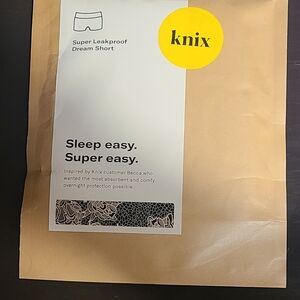 knix
Super Leakproof
Dream Short
Sleep easy.
Super easy.
Inspired by Knix customer Becca who
wanted the most absorbent and comfy
overnight protection possible.